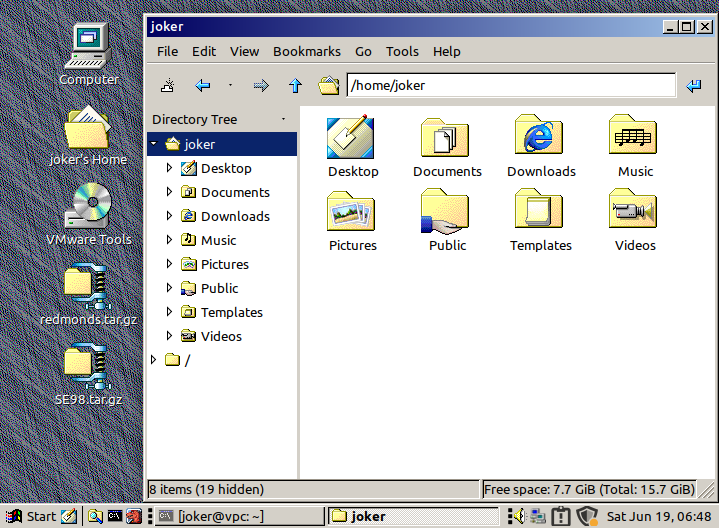 joker
File Edit View Bookmarks Go Tools Help
/home/joker
Directory Tree
joker
Desktop
Documents
Downloads
Music
Pictures
Public
Templates
Videos
/
Desktop Documents Downloads Music
Pictures Public Templates Videos
8 items (19 hidden) Free space: 7.7 GiB (Total: 15.7 GiB)
Computer
joker's Home
VMware Tools
redmonds.tar.gz
SE98.tar.gz
Start [joker@vpc: ~] joker Sat Jun 19, 06:48